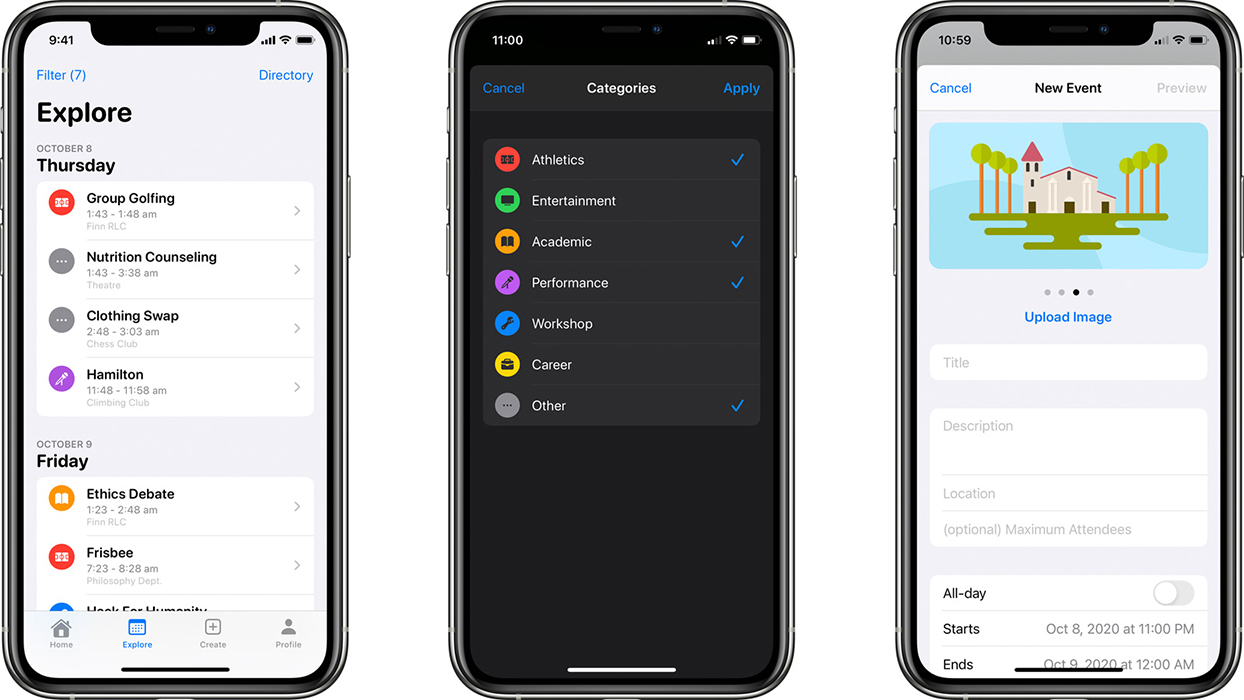 9:41
Filter (7)
Directory
Explore
OCTOBER 8
Thursday
Group Golfing
1:43 - 1:48 am
Finn RLC
Nutrition Counseling
1:43 - 3:38 am
Theatre
Clothing Swap
2:48 - 3:03 am
Chess Club
Hamilton
11:48 - 11:58 am
Climbing Club
OCTOBER 9
Friday
Ethics Debate
1:23 - 2:48 am
Finn RLC
Frisbee
7:23 - 8:28 am
Philosophy Dept.
Hack For Humanity
Home
Explore
Create
Profile
11:00
Cancel
Categories
Apply
Athletics
Entertainment
Academic
Performance
Workshop
Career
Other
10:59
Cancel
New Event
Preview
Upload Image
Title
Description
Location
(optional) Maximum Attendees
All-day
Starts
Oct 8, 2020 at 11:00 PM
Ends
Oct 9, 2020 at 12:00 AM